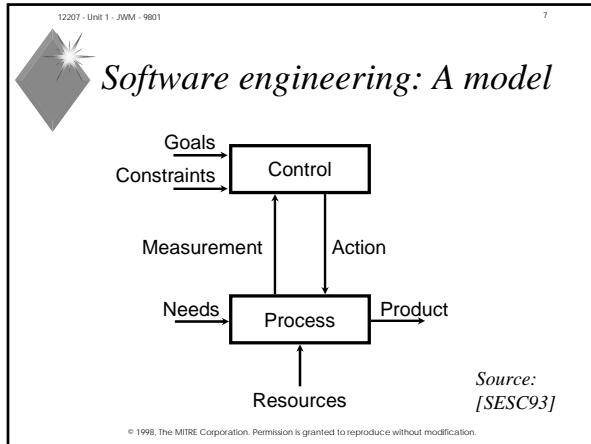 12207 - Unit 1 - JWM - 9801 7
Software engineering: A model
Goals
Control
Constraints
Measurement Action
Needs Process Product
Resources
Source:
[SESC93]
© 1998, The MITRE Corporation. Permission is granted to reproduce without modification.